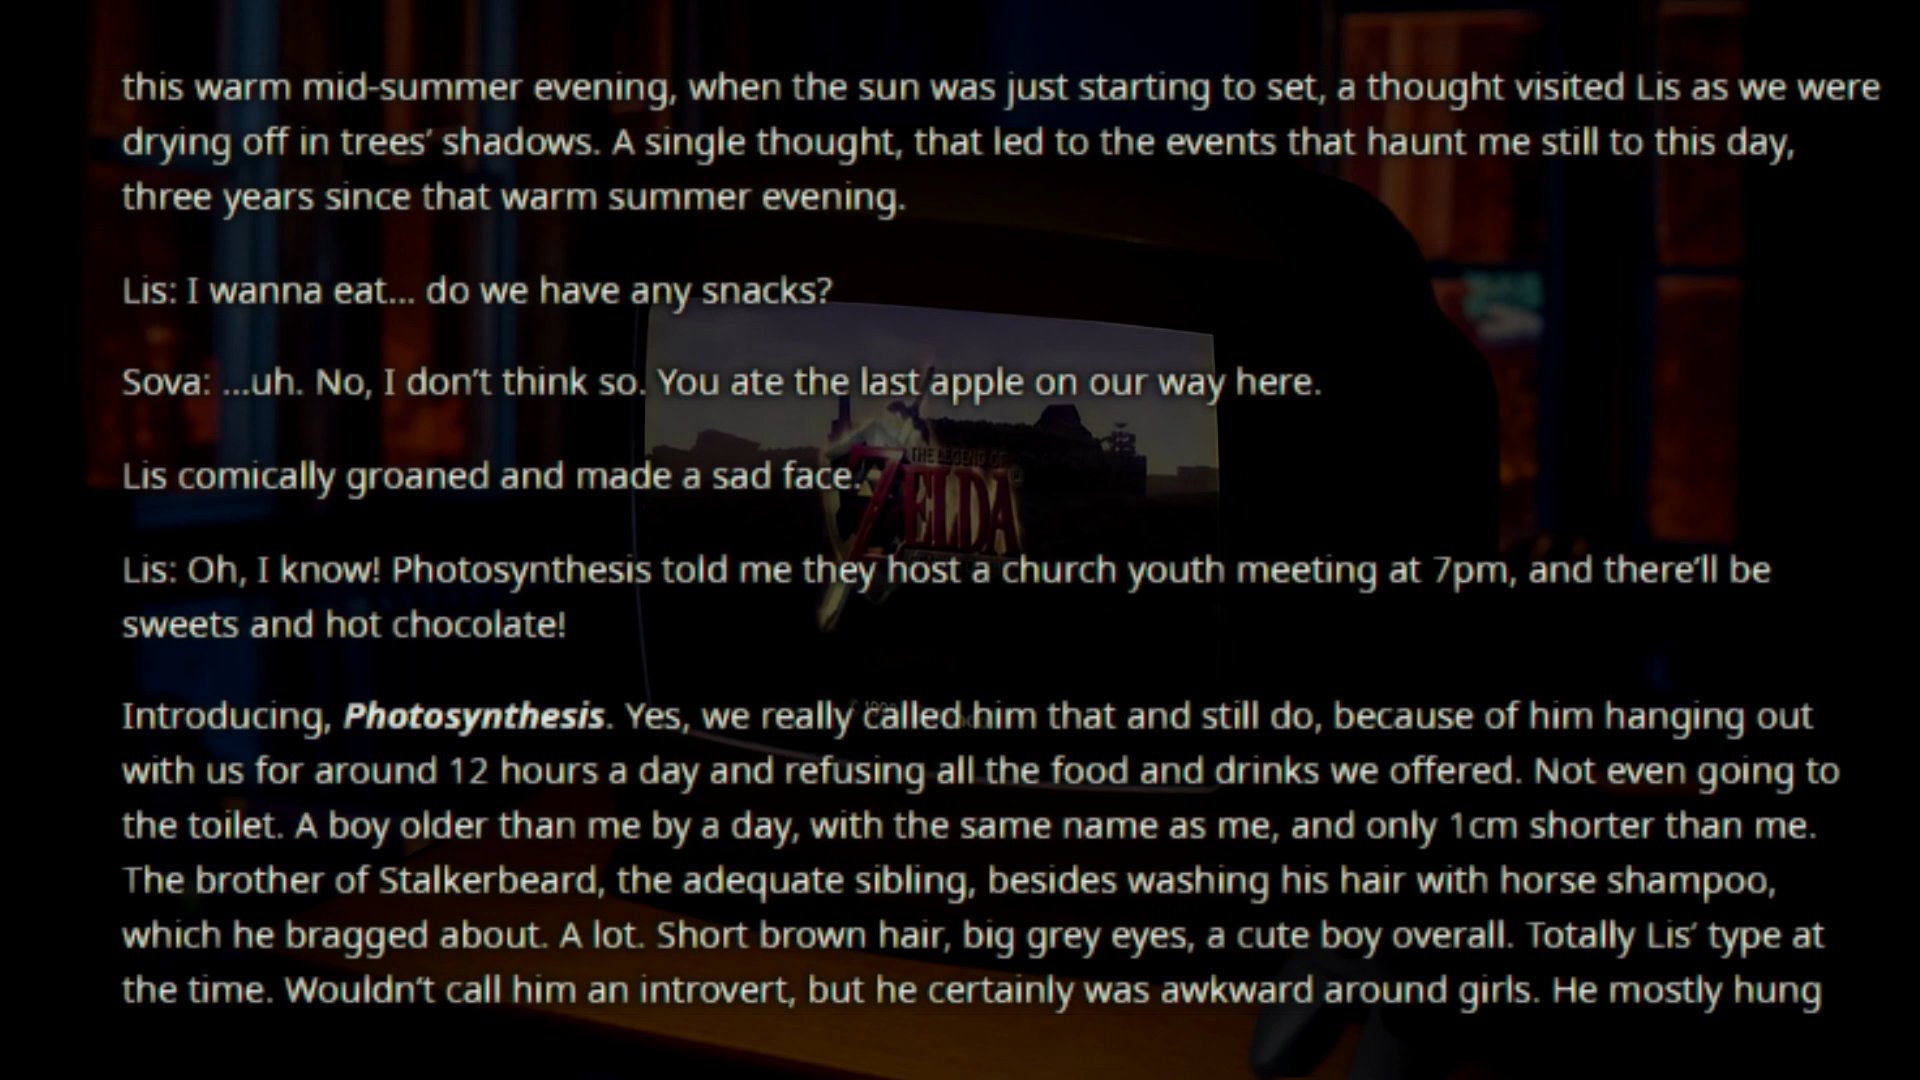 this warm mid-summer evening, when the sun was just starting to set, a thought visited Lis as we were
drying off in trees’ shadows. A single thought, that led to the events that haunt me still to this day,
three years since that warm summer evening.
Lis: I wanna eat... do we have any snacks?
Sova: ...uh. No, I don’t think so. You ate the last apple on our way here.
Lis comically groaned and made a sad face.
THE LEGEND OF
ZELDA
Lis: Oh, I know! Photosynthesis told me they host a church youth meeting at 7pm, and there’ll be
sweets and hot chocolate!
Introducing, Photosynthesis. Yes, we really called him that and still do, because of him hanging out
with us for around 12 hours a day and refusing all the food and drinks we offered. Not even going to
the toilet. A boy older than me by a day, with the same name as me, and only 1cm shorter than me.
The brother of Stalkerbeard, the adequate sibling, besides washing his hair with horse shampoo,
which he bragged about. A lot. Short brown hair, big grey eyes, a cute boy overall. Totally Lis’ type at
the time. Wouldn’t call him an introvert, but he certainly was awkward around girls. He mostly hung